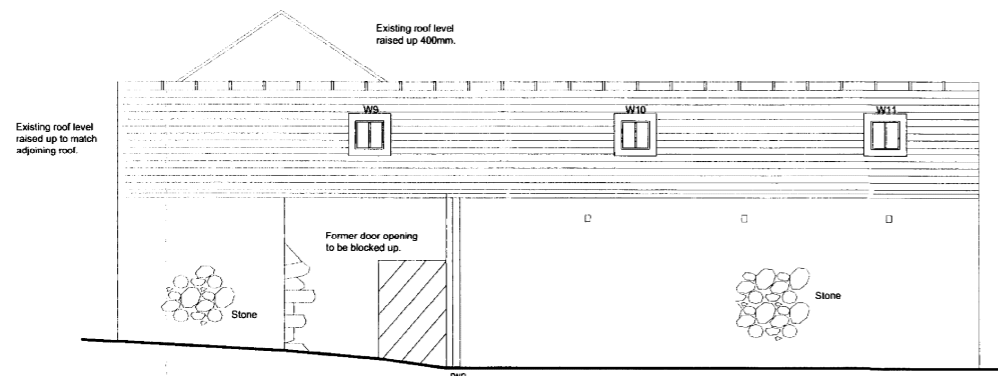 Existing roof level
raised up 400mm.
W9
W10
W11
Existing roof level
raised up to match
adjoining roof.
Former door opening
to be blocked up.
Stone
Stone